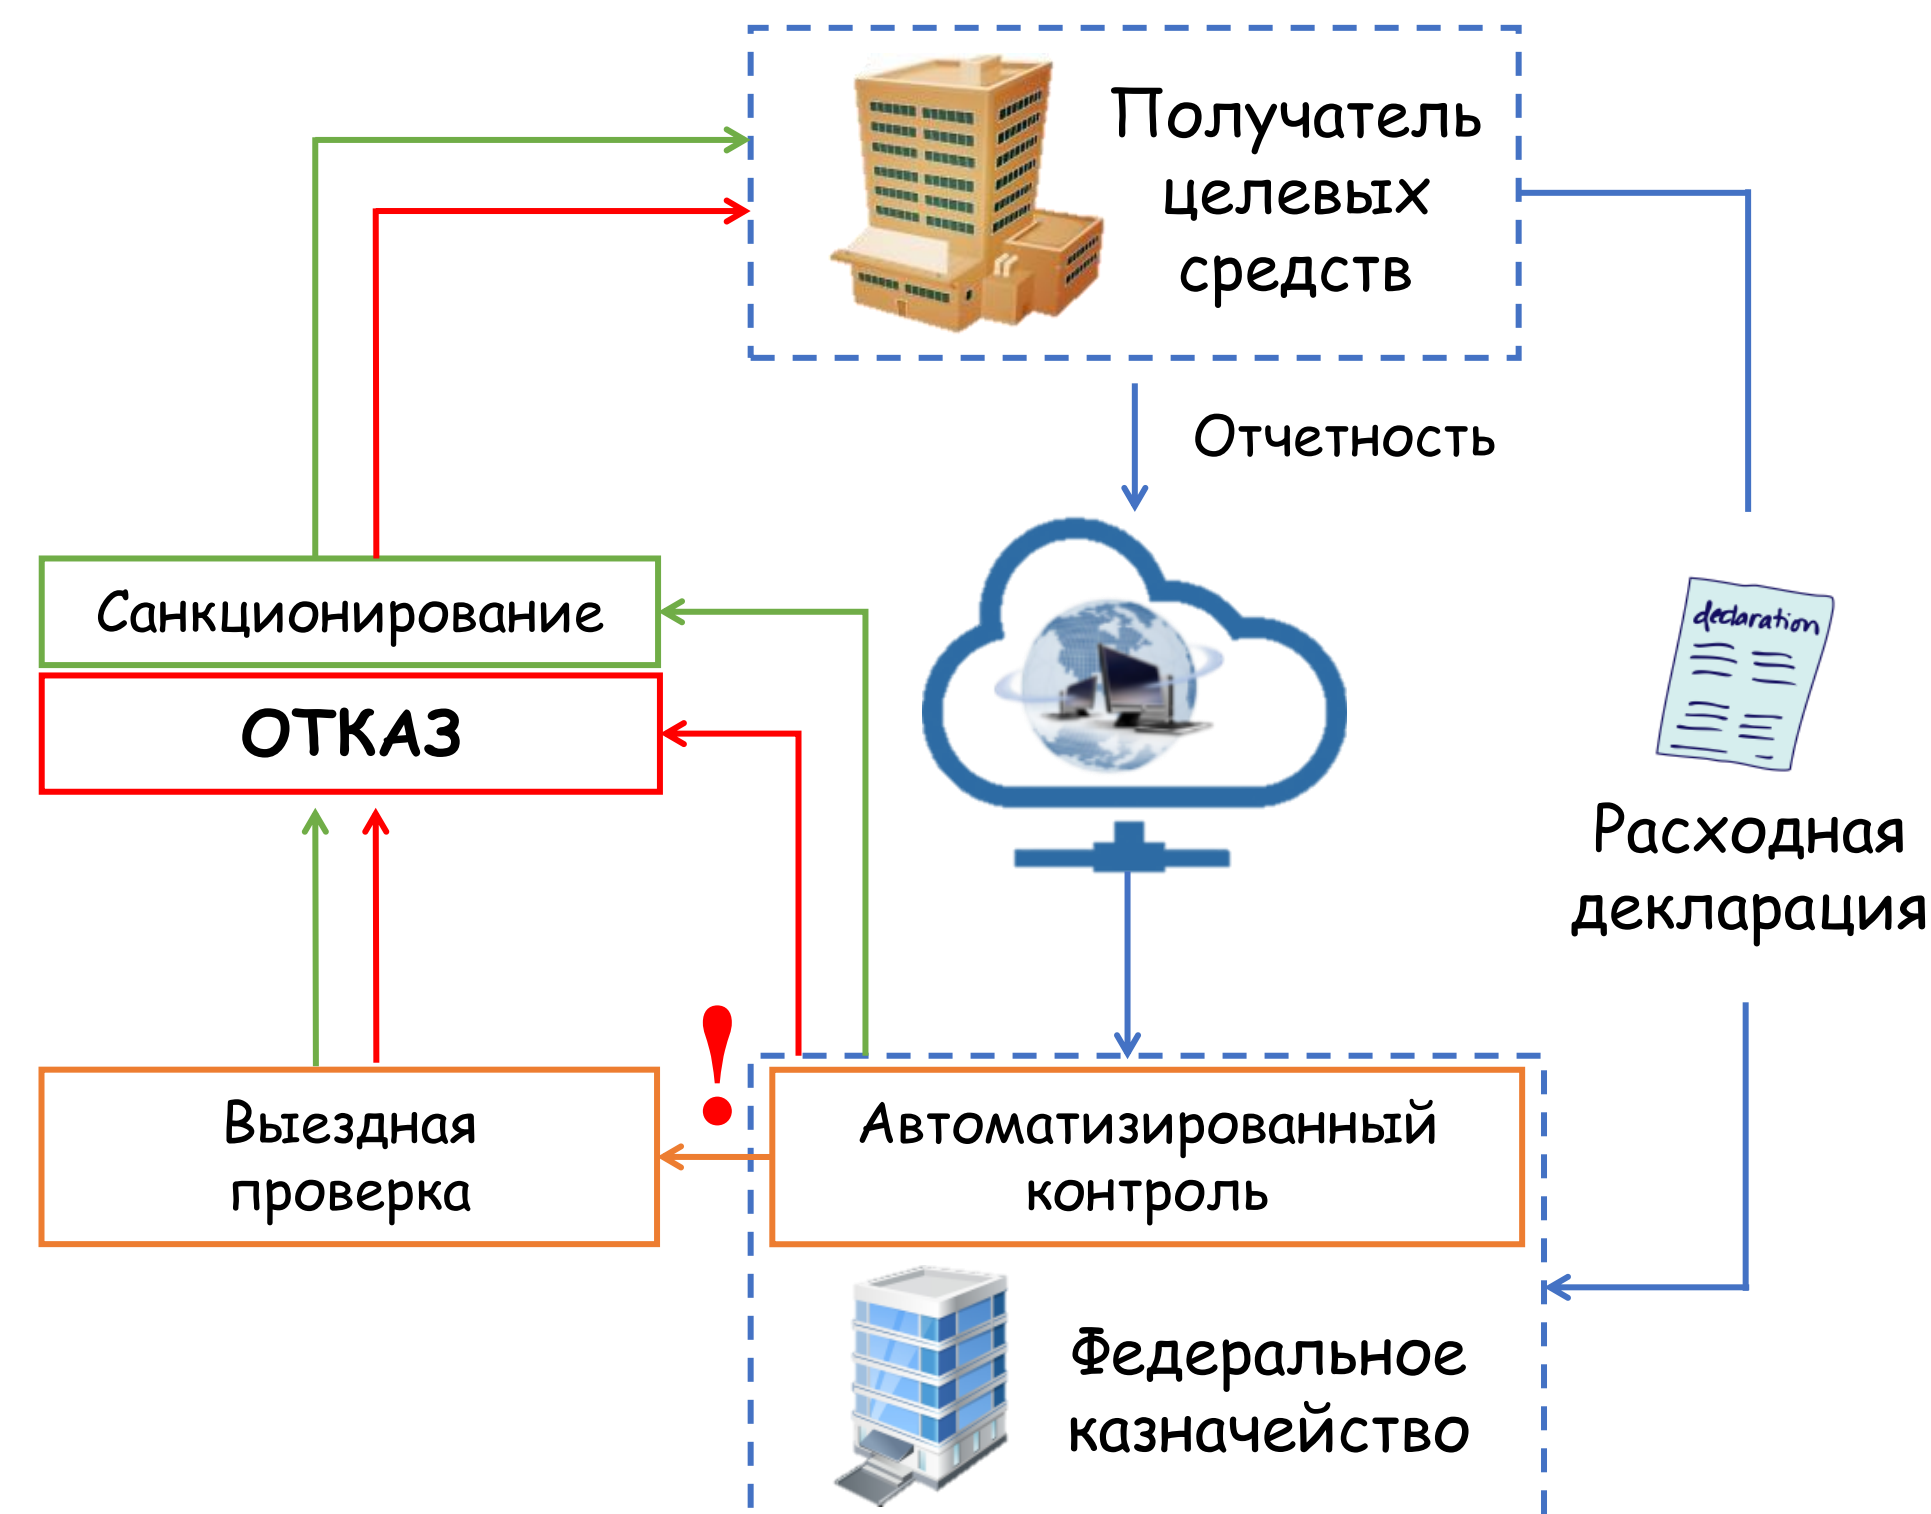 Получатель
целевых
средств
Отчетность
Санкционирование
ОТКАЗ
declaration
Расходная
декларация
!
Выездная
проверка
Автоматизированный
контроль
Федеральное
казначейство